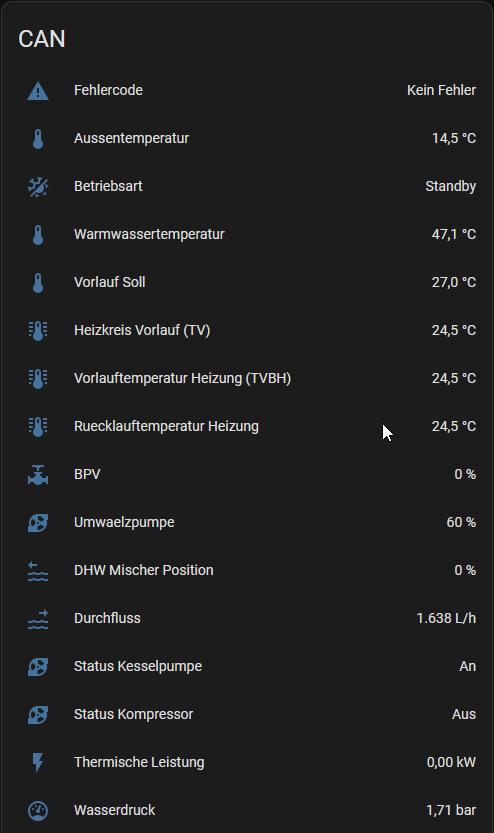 CAN
Fehlercode Kein Fehler
Aussentemperatur 14,5 °C
Betriebsart Standby
Warmwassertemperatur 47,1 °C
Vorlauf Soll 27,0 °C
Heizkreis Vorlauf (TV) 24,5 °C
Vorlauftemperatur Heizung (TVBH) 24,5 °C
Ruecklauftemperatur Heizung 24,5 °C
BPV 0 %
Umwaelzpumpe 60 %
DHW Mischer Position 0 %
Durchfluss 1.638 L/h
Status Kesselpumpe An
Status Kompressor Aus
Thermische Leistung 0,00 kW
Wasserdruck 1,71 bar